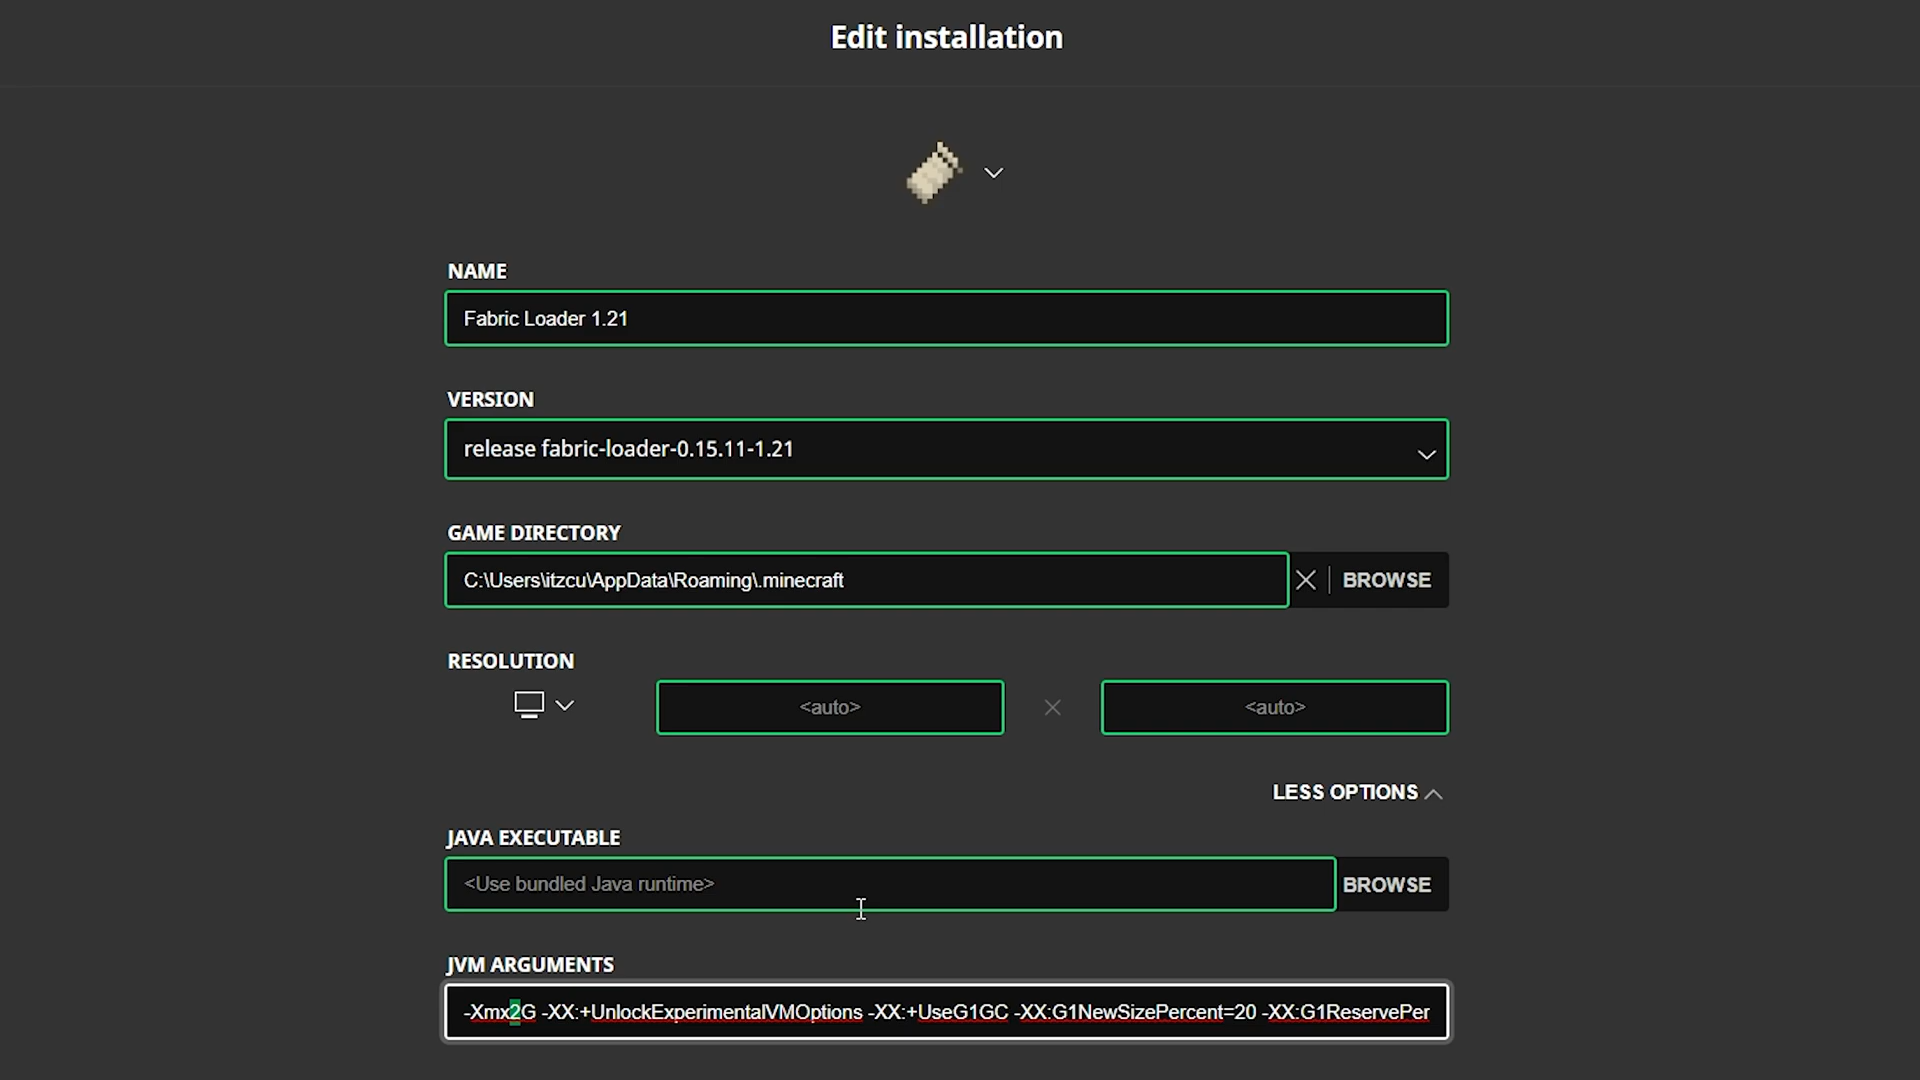 Edit installation
NAME
Fabric Loader 1.21
VERSION
release fabric-loader-0.15.11-1.21
GAME DIRECTORY
C:\Users\itzcu\AppData\Roaming\.minecraft
BROWSE
RESOLUTION
<auto>
<auto>
LESS OPTIONS
JAVA EXECUTABLE
<Use bundled Java runtime>
BROWSE
JVM ARGUMENTS
-Xmx2G -XX:+UnlockExperimentalVMOptions -XX:+UseG1GC -XX:G1NewSizePercent=20 -XX:G1ReservePer